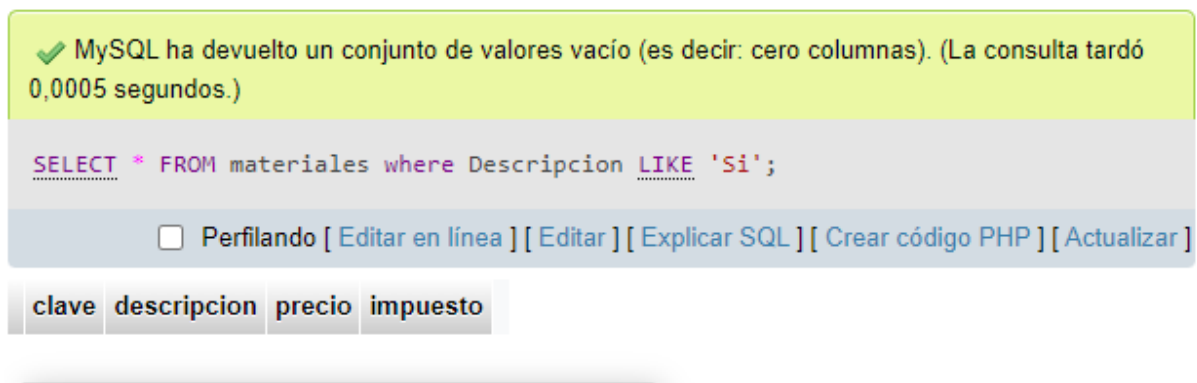 MySQL ha devuelto un conjunto de valores vacío (es decir: cero columnas). (La consulta tardó
0,0005 segundos.)
SELECT * FROM materiales where Descripcion LIKE 'Si';
Perfilando [ Editar en línea ] [ Editar ] [ Explicar SQL ] [ Crear código PHP ] [ Actualizar ]
clave descripcion precio impuesto